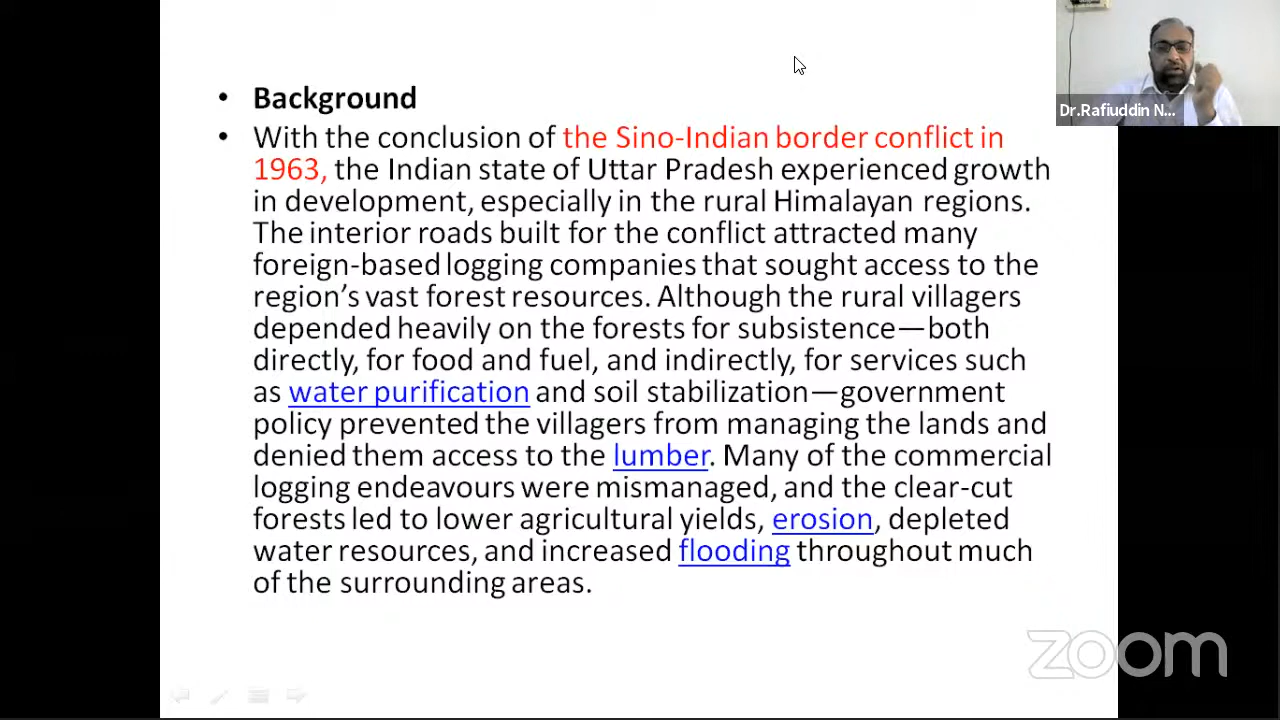 • Background
• With the conclusion of the Sino-Indian border conflict in
1963, the Indian state of Uttar Pradesh experienced growth
in development, especially in the rural Himalayan regions.
The interior roads built for the conflict attracted many
foreign-based logging companies that sought access to the
region’s vast forest resources. Although the rural villagers
depended heavily on the forests for subsistence—both
directly, for food and fuel, and indirectly, for services such
as water purification and soil stabilization—government
policy prevented the villagers from managing the lands and
denied them access to the lumber. Many of the commercial
logging endeavours were mismanaged, and the clear-cut
forests led to lower agricultural yields, erosion, depleted
water resources, and increased flooding throughout much
of the surrounding areas.
Dr.Rafiuddin N...
zoom